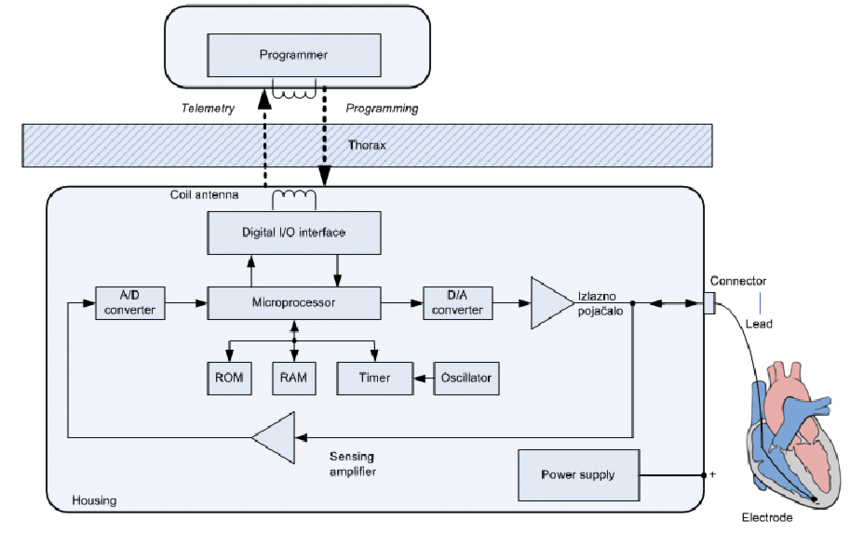 Programmer
Telemetry
Programming
Thorax
Coil antenna
Digital I/O interface
A/D
converter
Microprocessor
D/A
converter
Izlazno
pojačalo
Connector
Lead
ROM
RAM
Timer
Oscillator
Sensing
amplifier
Power supply
+
Housing
Electrode